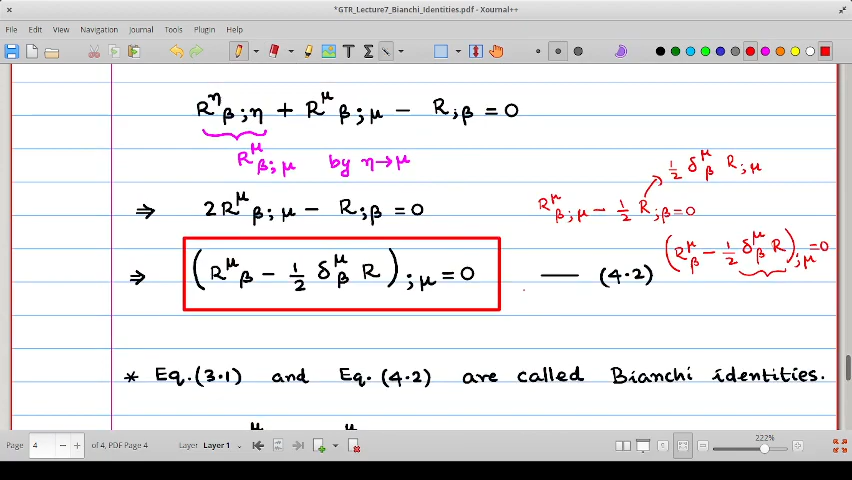 *GTR_Lecture7_Bianchi_Identities.pdf - Xournal++
File Edit View Navigation Journal Tools Plugin Help
R^η_β;η + R^μ_β;μ − R_;β = 0
R^μ_β;μ by η→μ
½ δ^μ_β R_;μ
⇒ 2R^μ_β;μ − R_;β = 0
R^μ_β;μ − ½ R_;β = 0
(R^μ_β − ½ δ^μ_β R)_;μ = 0
⇒ (R^μ_β − ½ δ^μ_β R)_;μ = 0 — (4.2)
* Eq.(3.1) and Eq.(4.2) are called Bianchi identities.
μ μ
Page 4 of 4, PDF Page 4 Layer Layer 1 222%